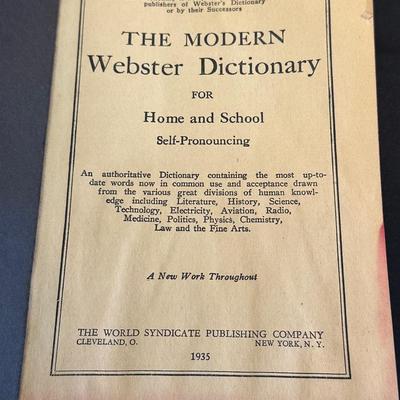 publishers of Webster's Dictionary
or by their Successors
THE MODERN
Webster Dictionary
FOR
Home and School
Self-Pronouncing
An authoritative Dictionary containing the most up-to-
date words now in common use and acceptance drawn
from the various great divisions of human knowl-
edge including Literature, History, Science,
Technology, Electricity, Aviation, Radio,
Medicine, Politics, Physics, Chemistry,
Law and the Fine Arts.
A New Work Throughout
THE WORLD SYNDICATE PUBLISHING COMPANY
CLEVELAND, O. NEW YORK, N. Y.
1935